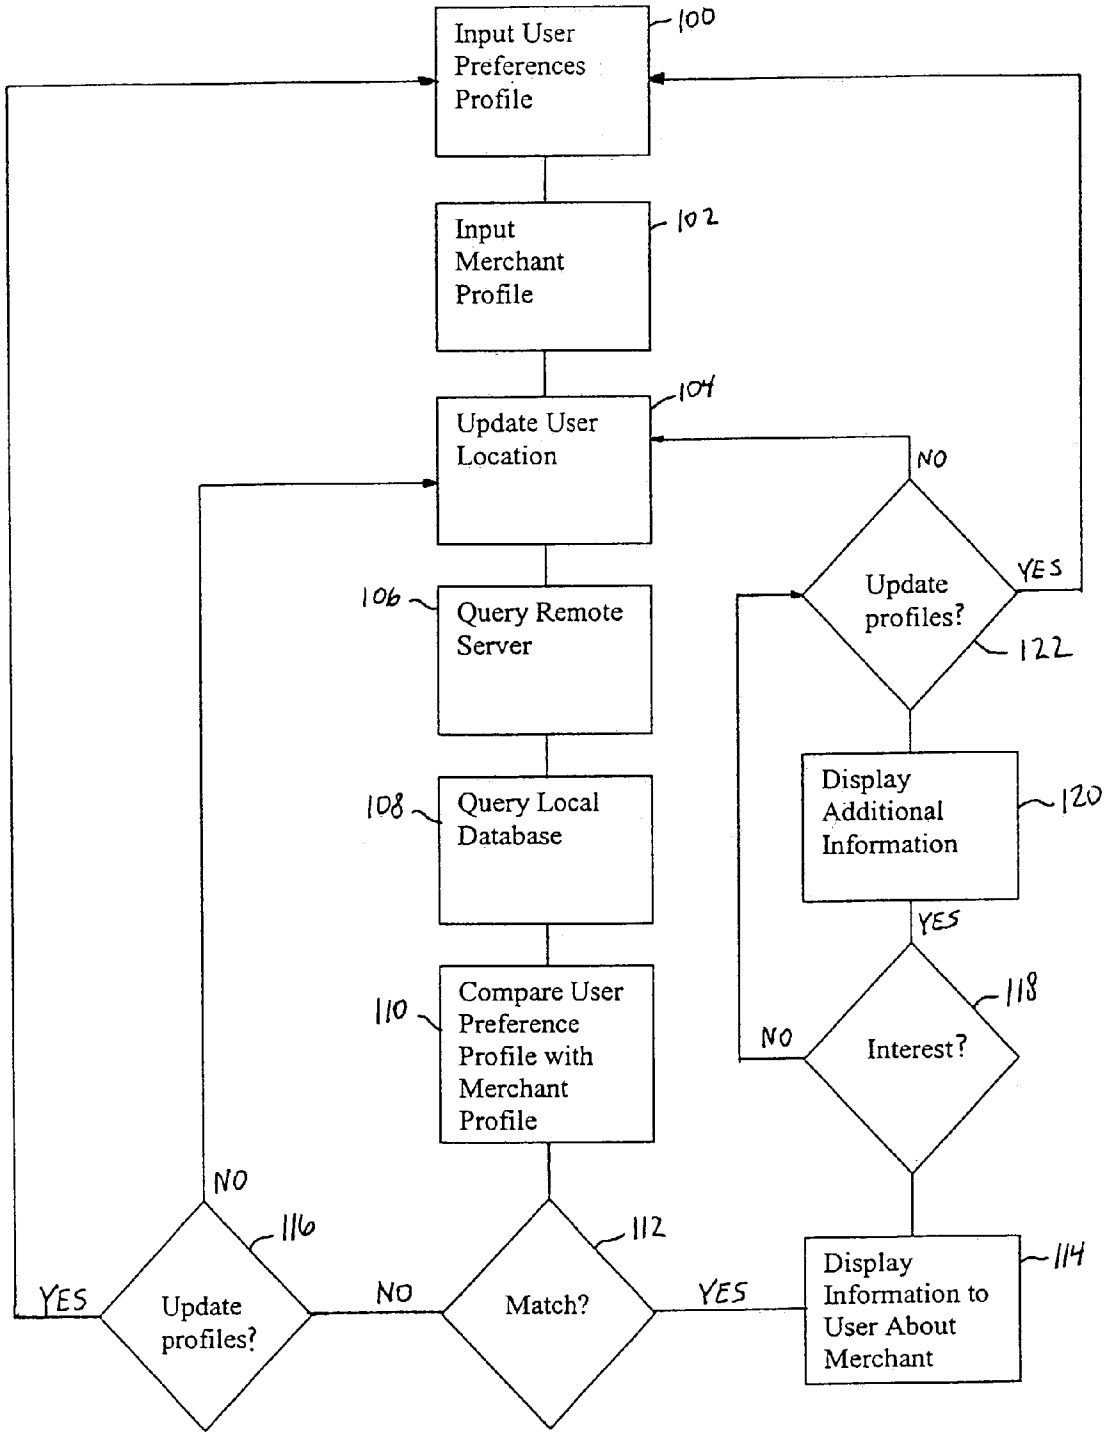 Input User
Preferences
Profile
100
Input
Merchant
Profile
102
Update User
Location
104
NO
Update
profiles?
YES
122
106
Query Remote
Server
108
Query Local
Database
Display
Additional
Information
120
YES
110
Compare User
Preference
Profile with
Merchant
Profile
118
Interest?
NO
NO
116
Update
profiles?
YES
NO
112
Match?
YES
114
Display
Information to
User About
Merchant